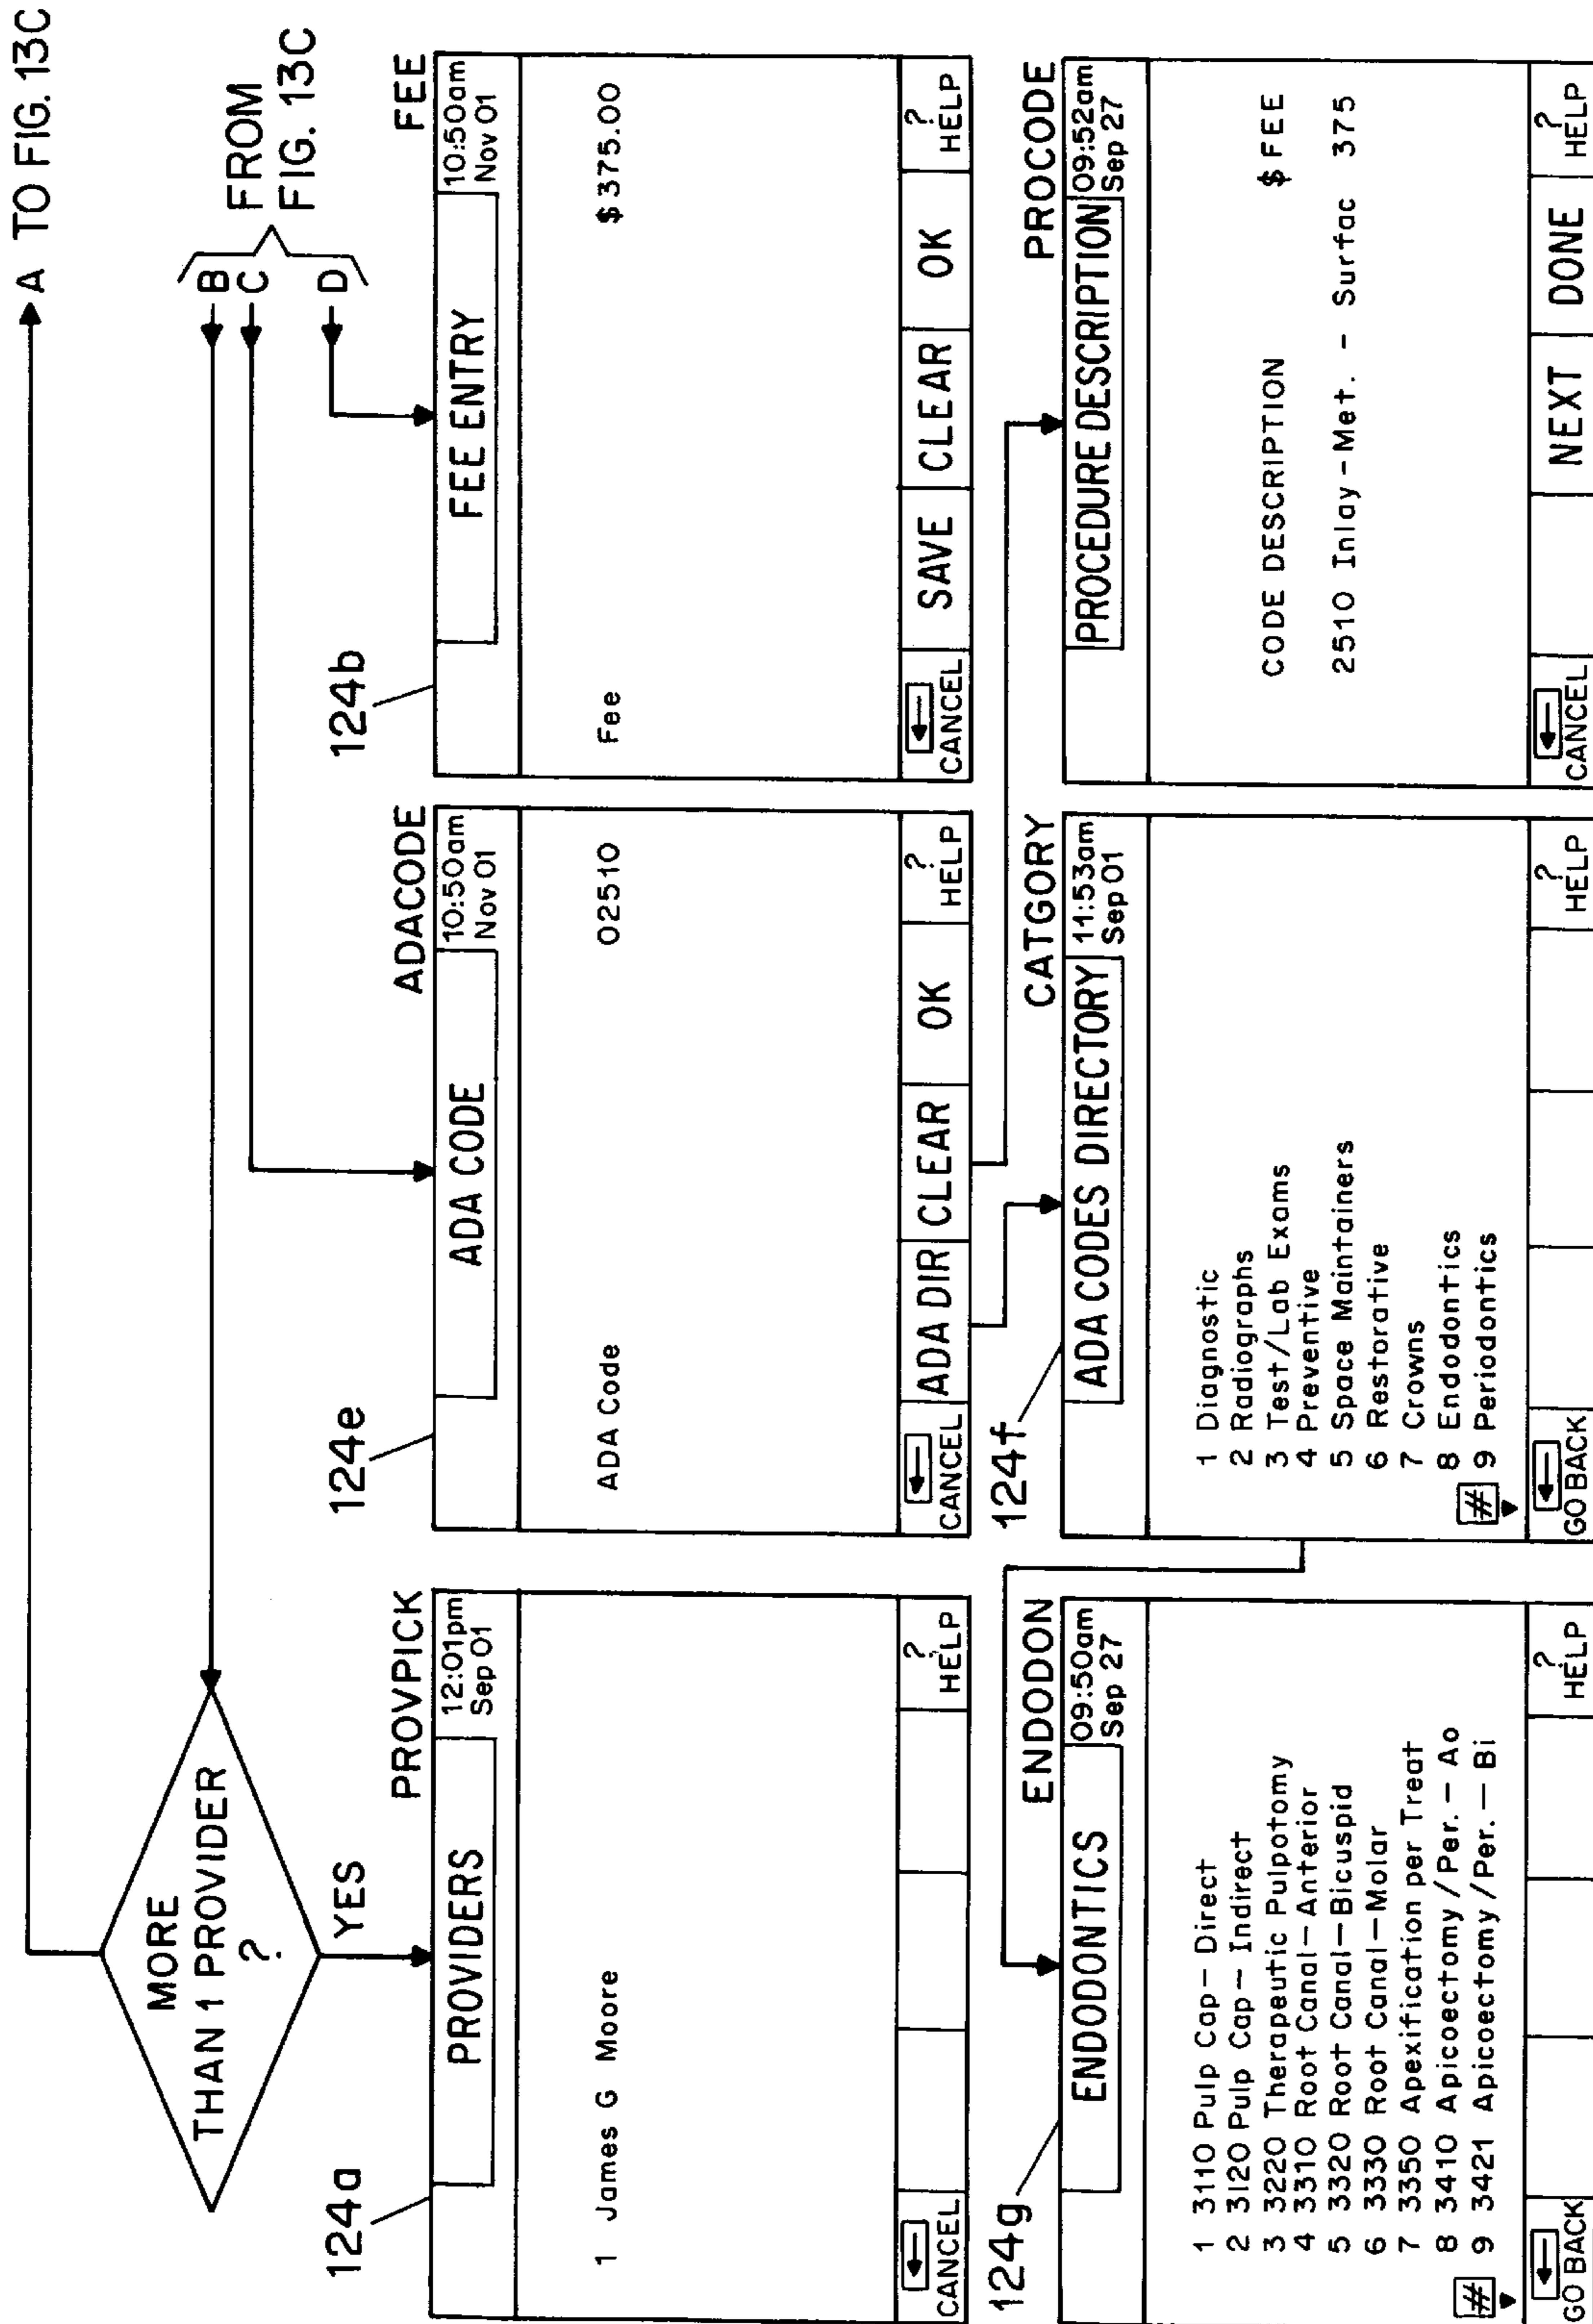 A TO FIG. 13C
MORE
THAN 1 PROVIDER
?
YES
B
C
D
FROM
FIG. 13C
124a
PROVPICK
PROVIDERS
12:01pm
Sep 01
1 James G Moore
CANCEL
?
HELP
124e
ADACODE
ADA CODE
10:50am
Nov 01
ADA Code 02510
CANCEL
ADA DIR
CLEAR
OK
?
HELP
124b
FEE
FEE ENTRY
10:50am
Nov 01
Fee $375.00
CANCEL
SAVE
CLEAR
OK
?
HELP
124g
ENDODON
ENDODONTICS
09:50am
Sep 27
1 3110 Pulp Cap-Direct
2 3120 Pulp Cap-Indirect
3 3220 Therapeutic Pulpotomy
4 3310 Root Canal-Anterior
5 3320 Root Canal-Bicuspid
6 3330 Root Canal-Molar
7 3350 Apexification per Treat
8 3410 Apicoectomy/Per.-Ao
9 3421 Apicoectomy/Per.-Bi
#
GO BACK
?
HELP
124f
CATGORY
ADA CODES DIRECTORY
11:53am
Sep 01
1 Diagnostic
2 Radiographs
3 Test/Lab Exams
4 Preventive
5 Space Maintainers
6 Restorative
7 Crowns
8 Endodontics
9 Periodontics
#
GO BACK
?
HELP
PROCODE
PROCEDURE DESCRIPTION
09:52am
Sep 27
CODE DESCRIPTION $FEE
2510 Inlay-Met. - Surfac 375
CANCEL
NEXT
DONE
?
HELP